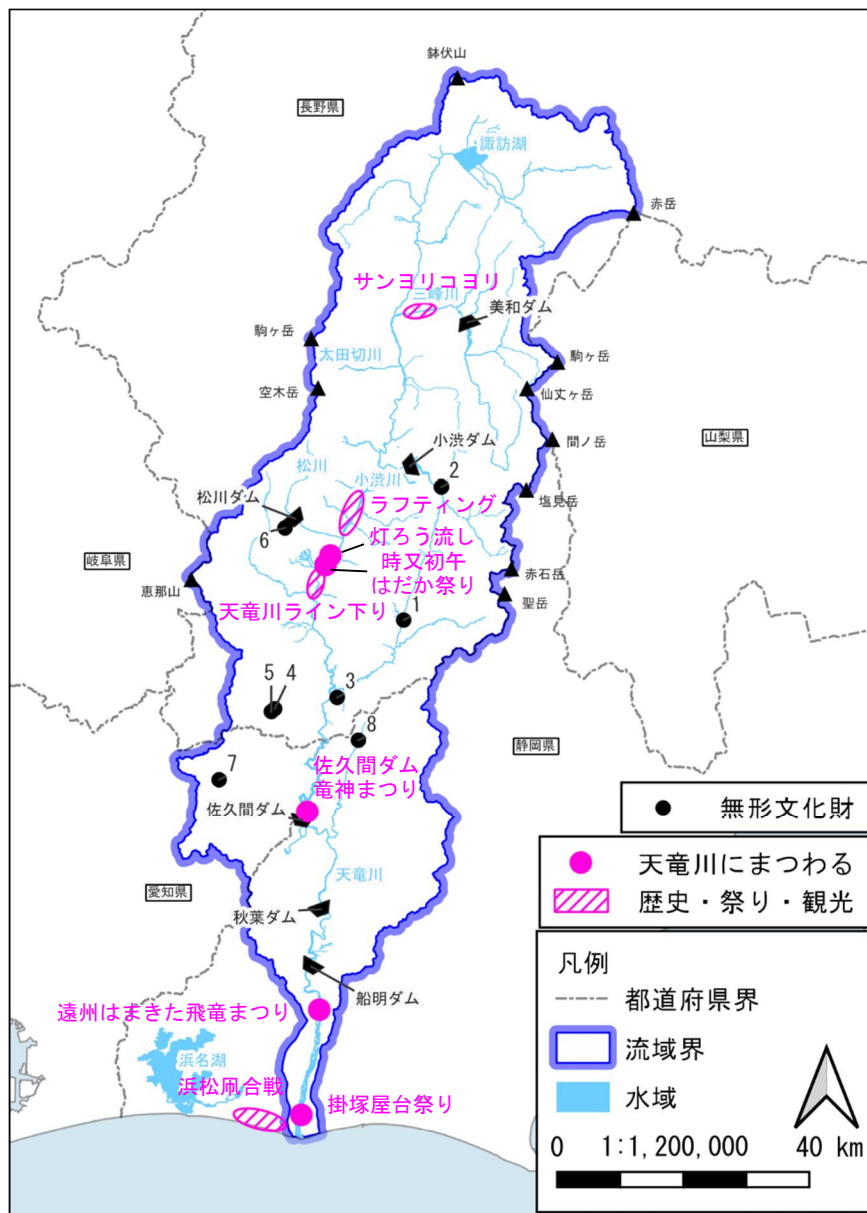 鉢伏山
長野県
諏訪湖
赤岳
サンヨリコヨリ
三峰川
美和ダム
駒ヶ岳
太田切川
駒ヶ岳
空木岳
仙丈ヶ岳
間ノ岳
山梨県
小渋ダム
松川
小渋川
2
塩見岳
松川ダム
ラフティング
6
灯ろう流し
時又初午
はだか祭り
岐阜県
恵那山
赤石岳
聖岳
天竜川ライン下り
1
3
5
4
8
静岡県
7
佐久間ダム
竜神まつり
佐久間ダム
無形文化財
天竜川にまつわる
歴史・祭り・観光
天竜川
愛知県
秋葉ダム
船明ダム
遠州はまきた飛竜まつり
浜名湖
浜松凧合戦
掛塚屋台祭り
凡例
都道府県界
流域界
水域
0
1:1,200,000
40 km